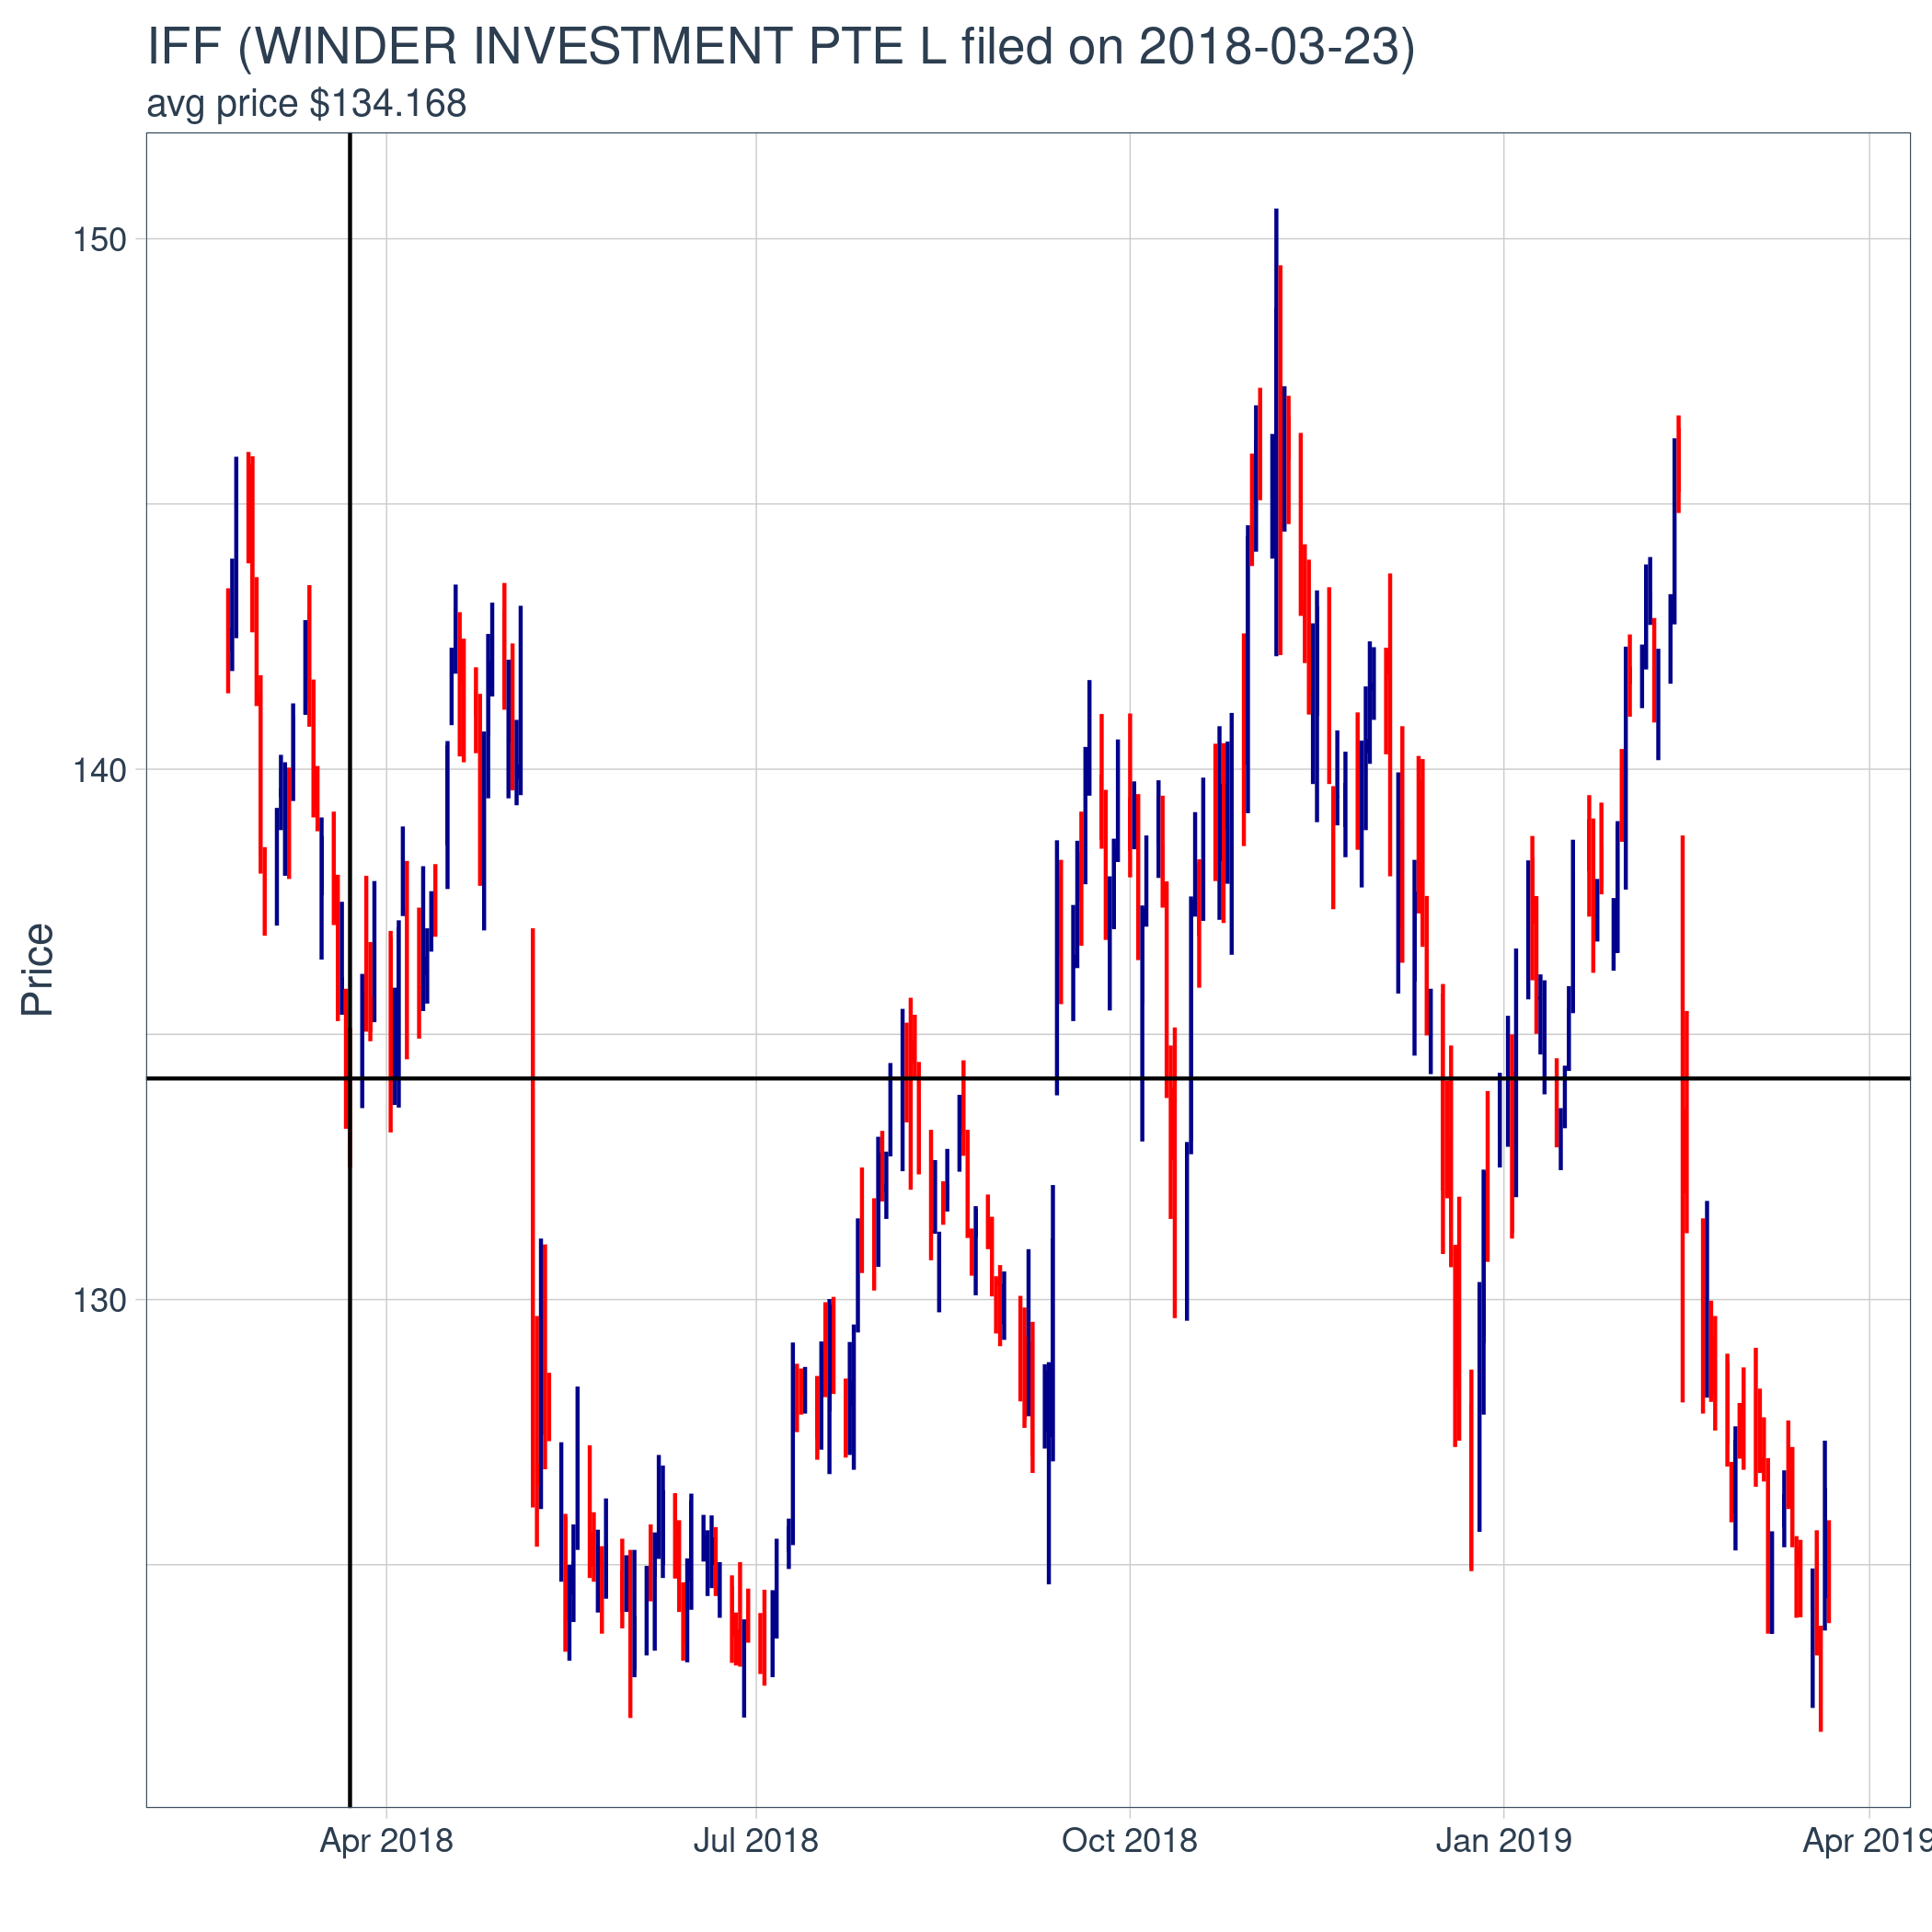 IFF (WINDER INVESTMENT PTE L filed on 2018-03-23)
avg price $134.168
150
140
130
Price
Apr 2018
Jul 2018
Oct 2018
Jan 2019
Apr 2019